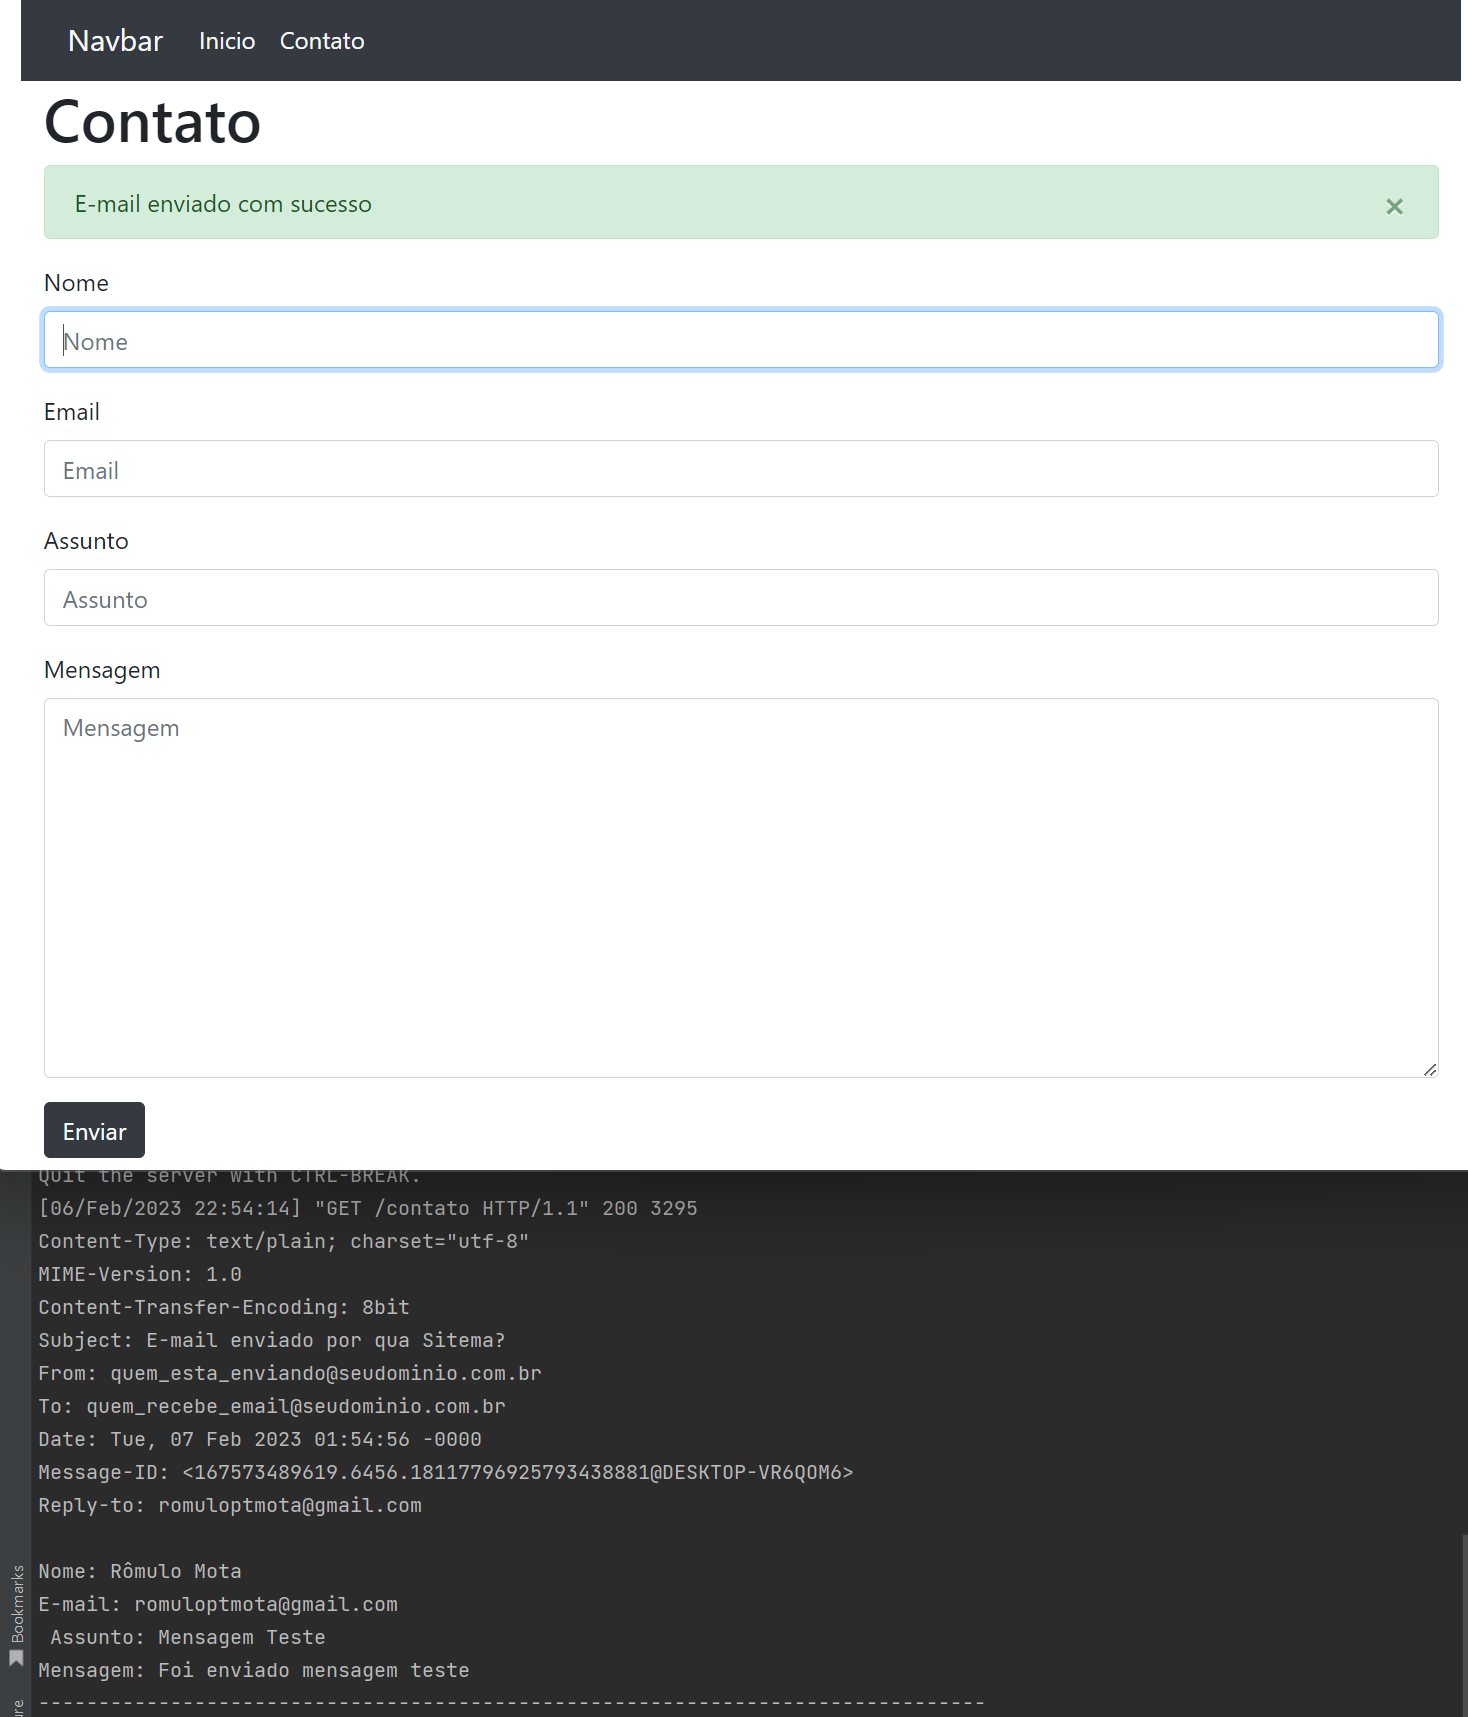 Navbar Inicio Contato
Contato
E-mail enviado com sucesso ×
Nome
Nome
Email
Email
Assunto
Assunto
Mensagem
Mensagem
Enviar
Quit the server with CTRL-BREAK.
[06/Feb/2023 22:54:14] "GET /contato HTTP/1.1" 200 3295
Content-Type: text/plain; charset="utf-8"
MIME-Version: 1.0
Content-Transfer-Encoding: 8bit
Subject: E-mail enviado por qua Sitema?
From: quem_esta_enviando@seudominio.com.br
To: quem_recebe_email@seudominio.com.br
Date: Tue, 07 Feb 2023 01:54:56 -0000
Message-ID: <167573489619.6456.18117796925793438881@DESKTOP-VR6QOM6>
Reply-to: romuloptmota@gmail.com
Nome: Rômulo Mota
E-mail: romuloptmota@gmail.com
Assunto: Mensagem Teste
Mensagem: Foi enviado mensagem teste
-------------------------------------------------------------------------------
Bookmarks